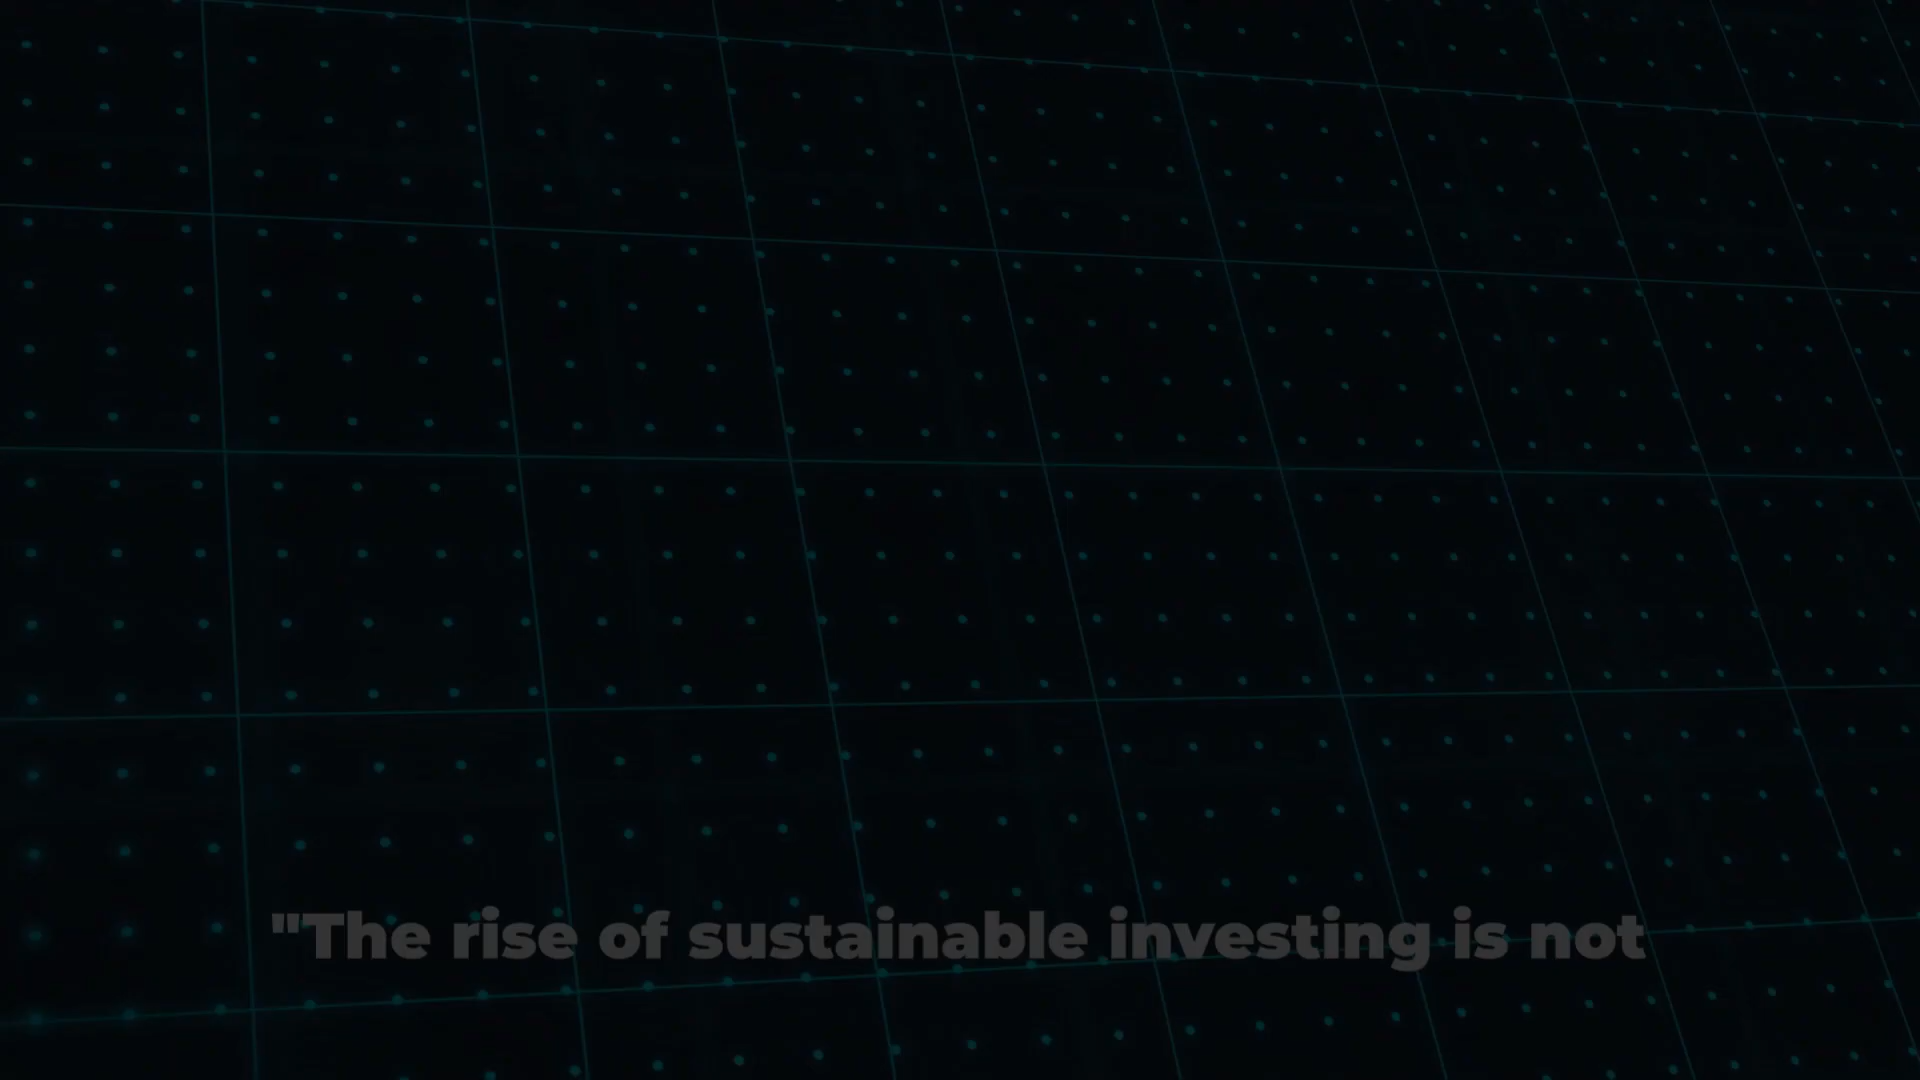 "The rise of sustainable investing is not